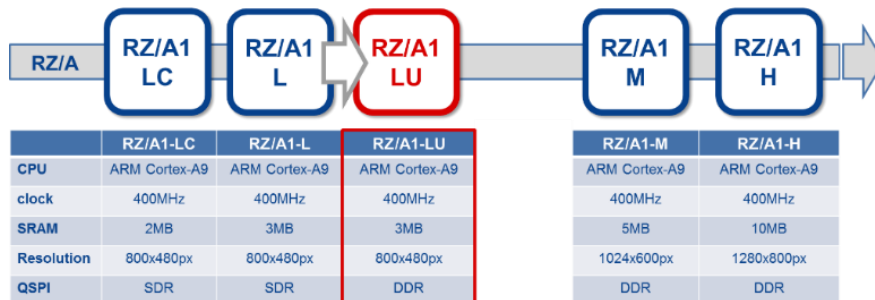 RZ/A
RZ/A1
LC
RZ/A1
L
RZ/A1
LU
RZ/A1
M
RZ/A1
H
RZ/A1-LC RZ/A1-L RZ/A1-LU RZ/A1-M RZ/A1-H
CPU ARM Cortex-A9 ARM Cortex-A9 ARM Cortex-A9 ARM Cortex-A9 ARM Cortex-A9
clock 400MHz 400MHz 400MHz 400MHz 400MHz
SRAM 2MB 3MB 3MB 5MB 10MB
Resolution 800x480px 800x480px 800x480px 1024x600px 1280x800px
QSPI SDR SDR DDR DDR DDR